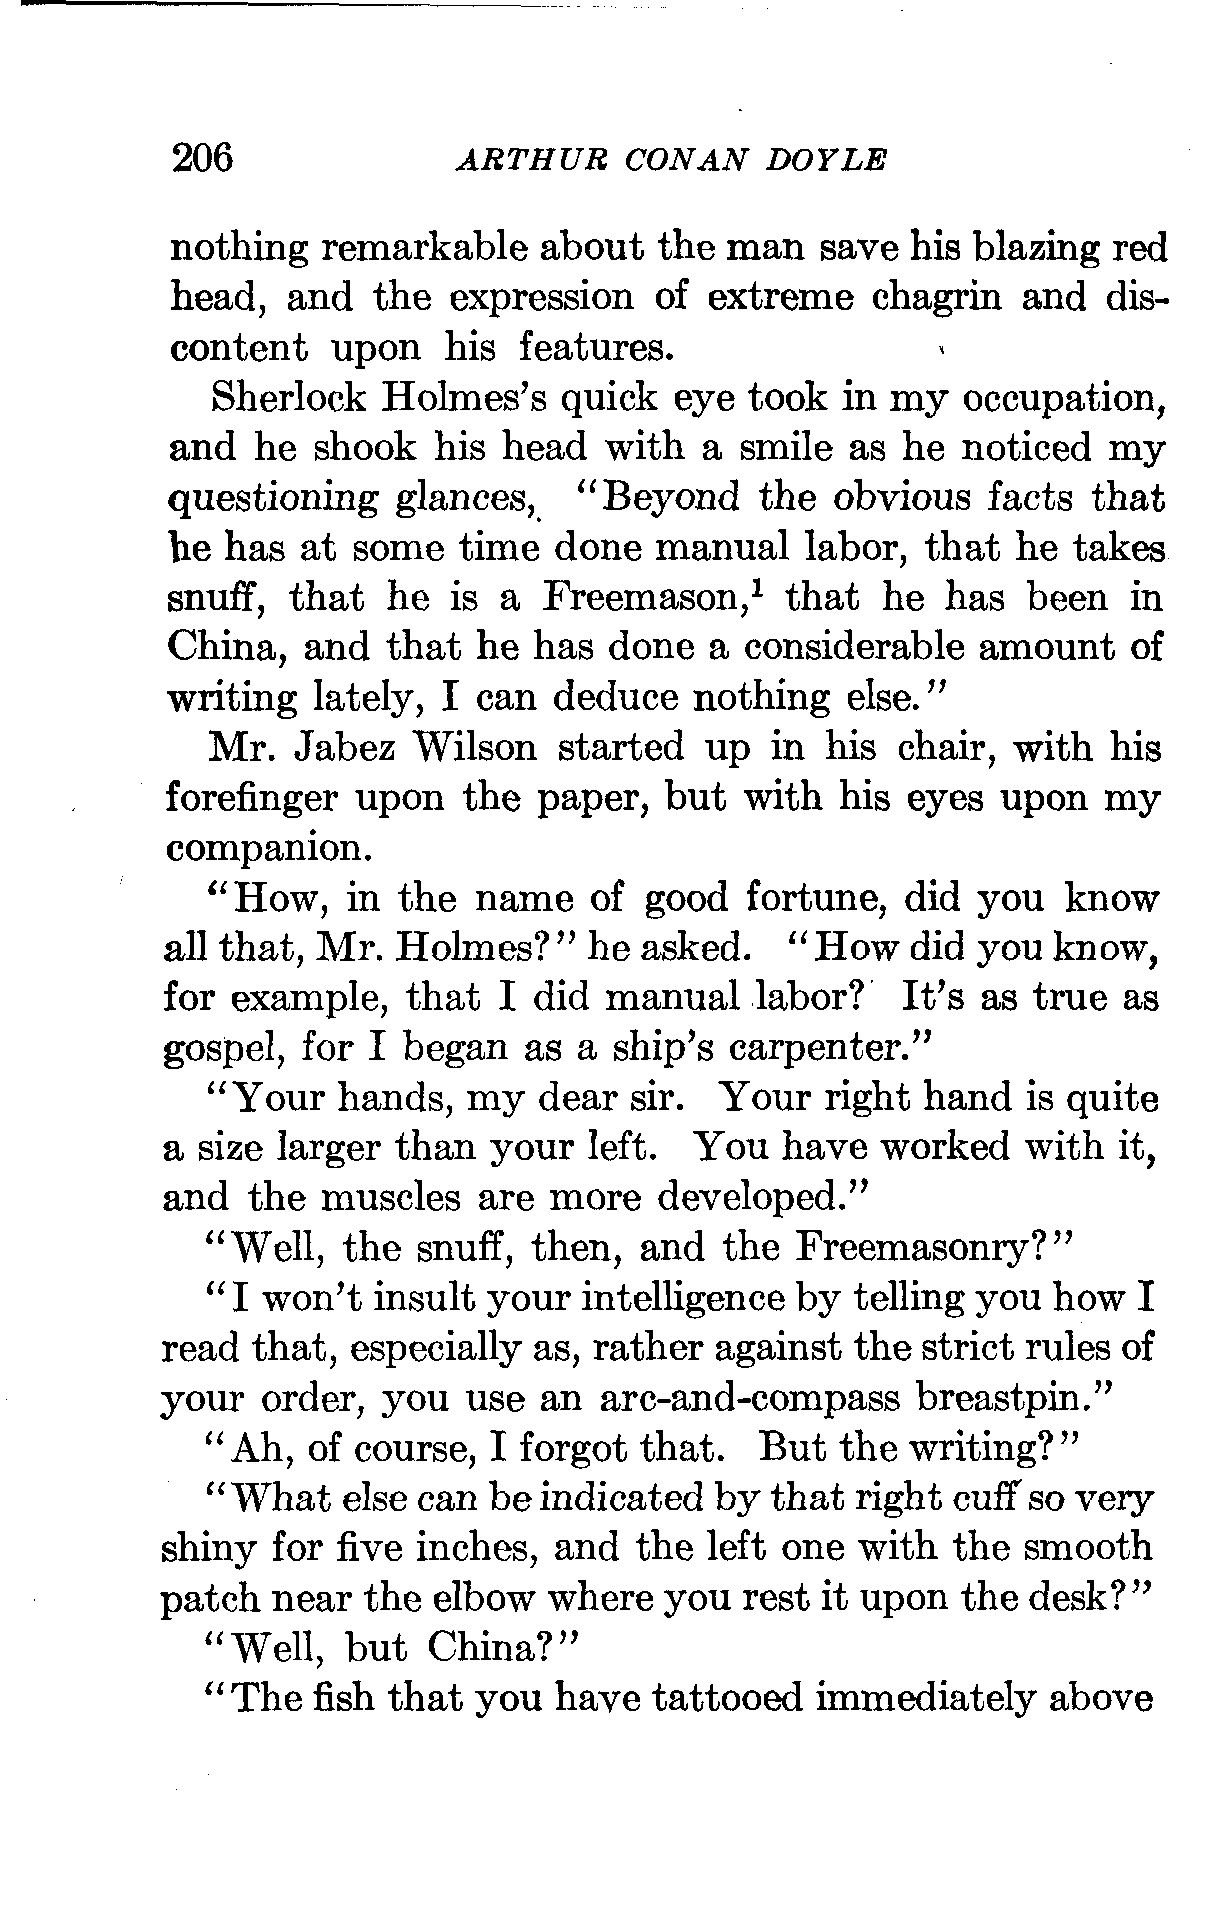 206 ARTHUR CONAN DOYLE
nothing remarkable about the man save his blazing red
head, and the expression of extreme chagrin and dis-
content upon his features.
Sherlock Holmes's quick eye took in my occupation,
and he shook his head with a smile as he noticed my
questioning glances, "Beyond the obvious facts that
he has at some time done manual labor, that he takes
snuff, that he is a Freemason,¹ that he has been in
China, and that he has done a considerable amount of
writing lately, I can deduce nothing else."
Mr. Jabez Wilson started up in his chair, with his
forefinger upon the paper, but with his eyes upon my
companion.
"How, in the name of good fortune, did you know
all that, Mr. Holmes?" he asked. "How did you know,
for example, that I did manual labor? It's as true as
gospel, for I began as a ship's carpenter."
"Your hands, my dear sir. Your right hand is quite
a size larger than your left. You have worked with it,
and the muscles are more developed."
"Well, the snuff, then, and the Freemasonry?"
"I won't insult your intelligence by telling you how I
read that, especially as, rather against the strict rules of
your order, you use an arc-and-compass breastpin."
"Ah, of course, I forgot that. But the writing?"
"What else can be indicated by that right cuff so very
shiny for five inches, and the left one with the smooth
patch near the elbow where you rest it upon the desk?"
"Well, but China?"
"The fish that you have tattooed immediately above